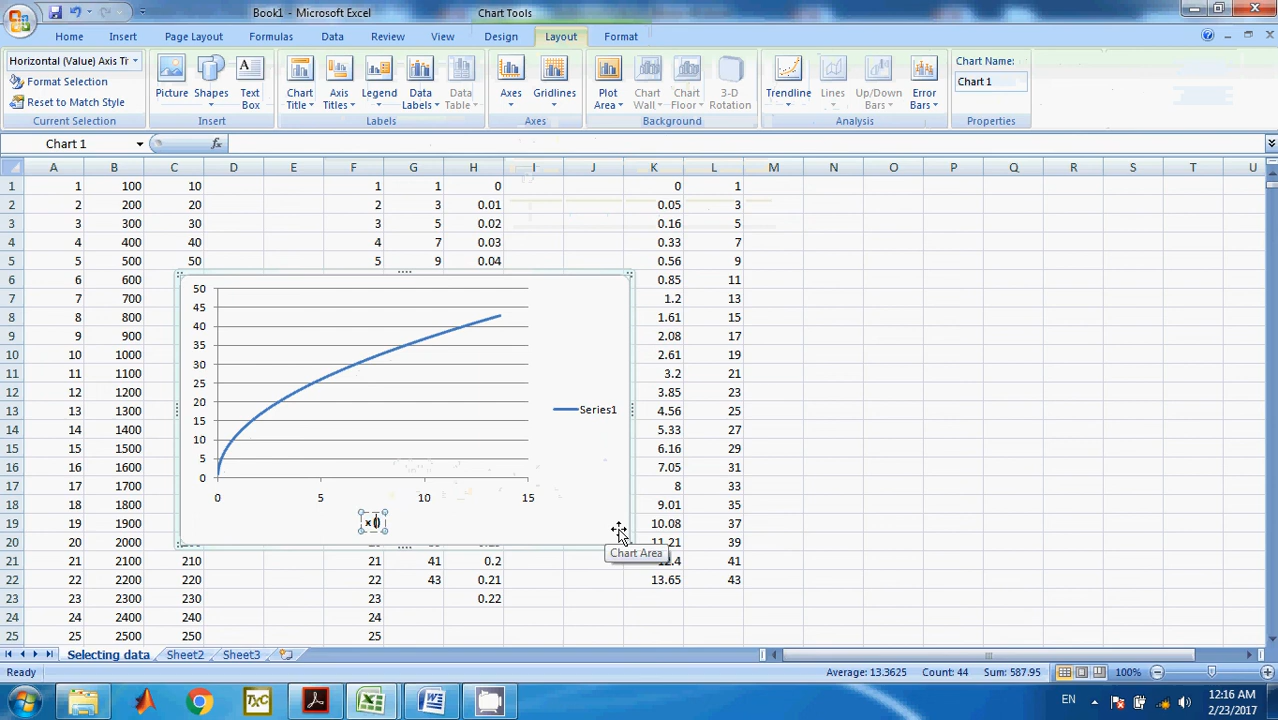 Book1 - Microsoft Excel Chart Tools
Home Insert Page Layout Formulas Data Review View Design Layout Format
Horizontal (Value) Axis Ti
Format Selection
Reset to Match Style
Current Selection
Picture Shapes Text Box
Insert
Chart Title Axis Titles Legend Data Labels Data Table
Labels
Axes Gridlines
Axes
Plot Area Chart Wall Chart Floor 3-D Rotation
Background
Trendline Lines Up/Down Bars Error Bars
Analysis
Chart Name:
Chart 1
Properties
Chart 1 fx
A B C D E F G H I J K L M N O P Q R S T U
1 1 100 10 1 1 0 0 1
2 2 200 20 2 3 0.01 0.05 3
3 3 300 30 3 5 0.02 0.16 5
4 4 400 40 4 7 0.03 0.33 7
5 5 500 50 5 9 0.04 0.56 9
6 6 600 0.85 11
7 7 700 1.2 13
8 8 800 1.61 15
9 9 900 2.08 17
10 10 1000 2.61 19
11 11 1100 3.2 21
12 12 1200 3.85 23
13 13 1300 4.56 25
14 14 1400 5.33 27
15 15 1500 6.16 29
16 16 1600 7.05 31
17 17 1700 8 33
18 18 1800 9.01 35
19 19 1900 10.08 37
20 20 2000 11.21 39
21 21 2100 210 21 41 0.2 12.4 41
22 22 2200 220 22 43 0.21 13.65 43
23 23 2300 230 23 0.22
24 24 2400 240 24
25 25 2500 250 25
50
45
40
35
30
25
20
15
10
5
0
0 5 10 15
Series1
x ()
Chart Area
Selecting data Sheet2 Sheet3
Ready Average: 13.3625 Count: 44 Sum: 587.95 100%
TXC EN 12:16 AM
2/23/2017